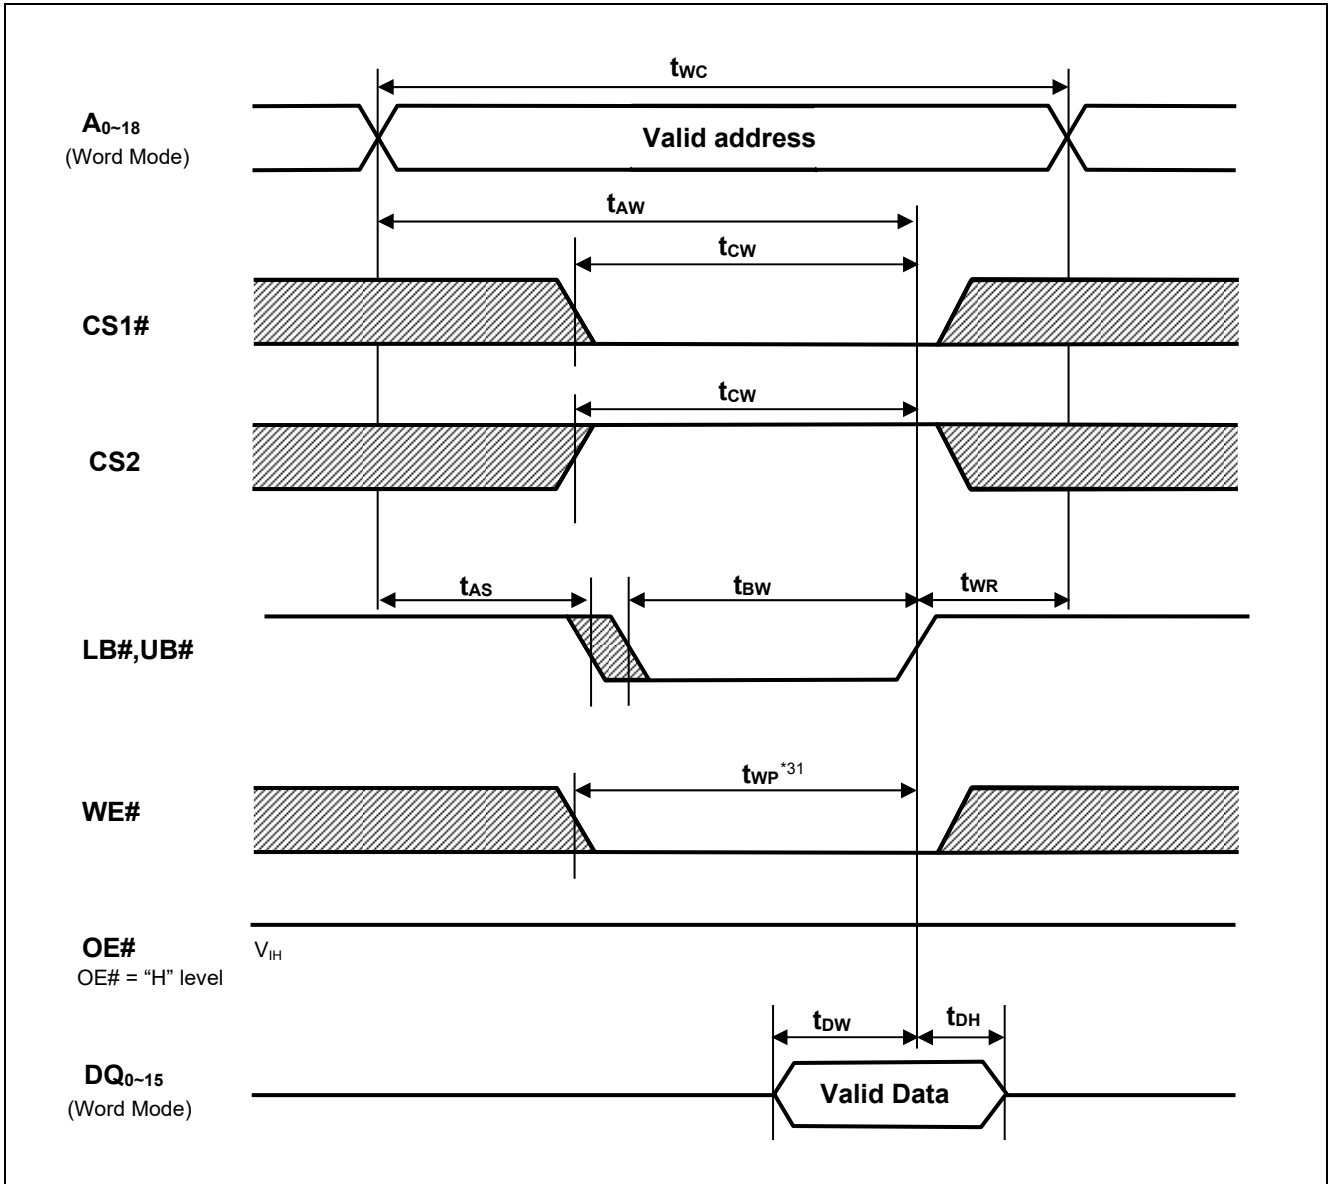 tWC
A0~18
(Word Mode)
Valid address
tAW
tCW
CS1#
tCW
CS2
tAS
tBW
tWR
LB#,UB#
tWP*31
WE#
OE#
VIH
OE# = “H” level
tDW
tDH
DQ0~15
(Word Mode)
Valid Data